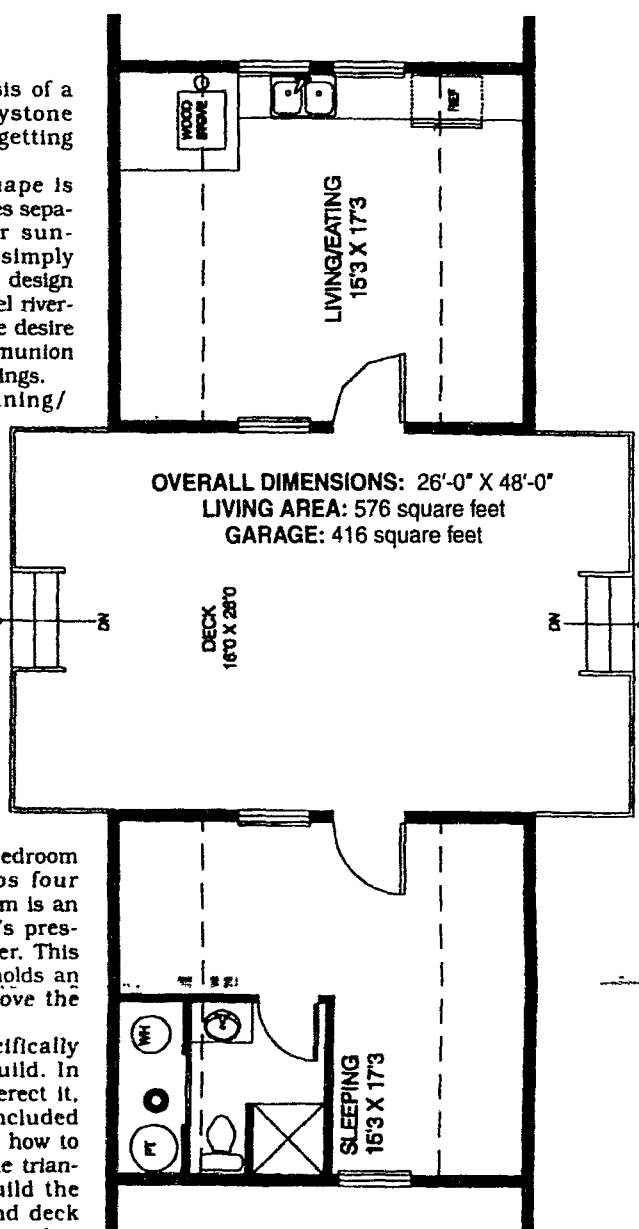 sis of a
ystone
getting
ape is
es sepa-
r sun-
simply
design
el river-
e desire
munion
ings.
ning/
WOOD
STOVE
REF
LIVING/EATING
15'3 X 17'3
OVERALL DIMENSIONS: 26'-0" X 48'-0"
LIVING AREA: 576 square feet
GARAGE: 416 square feet
DN
DECK
16'0 X 26'0
DN
edroom
os four
m is an
's pres-
er. This
holds an
ove the
cifically
uild. In
erect it,
ncluded
how to
e trian-
uild the
nd deck
WH
PT
SLEEPING
15'3 X 17'3